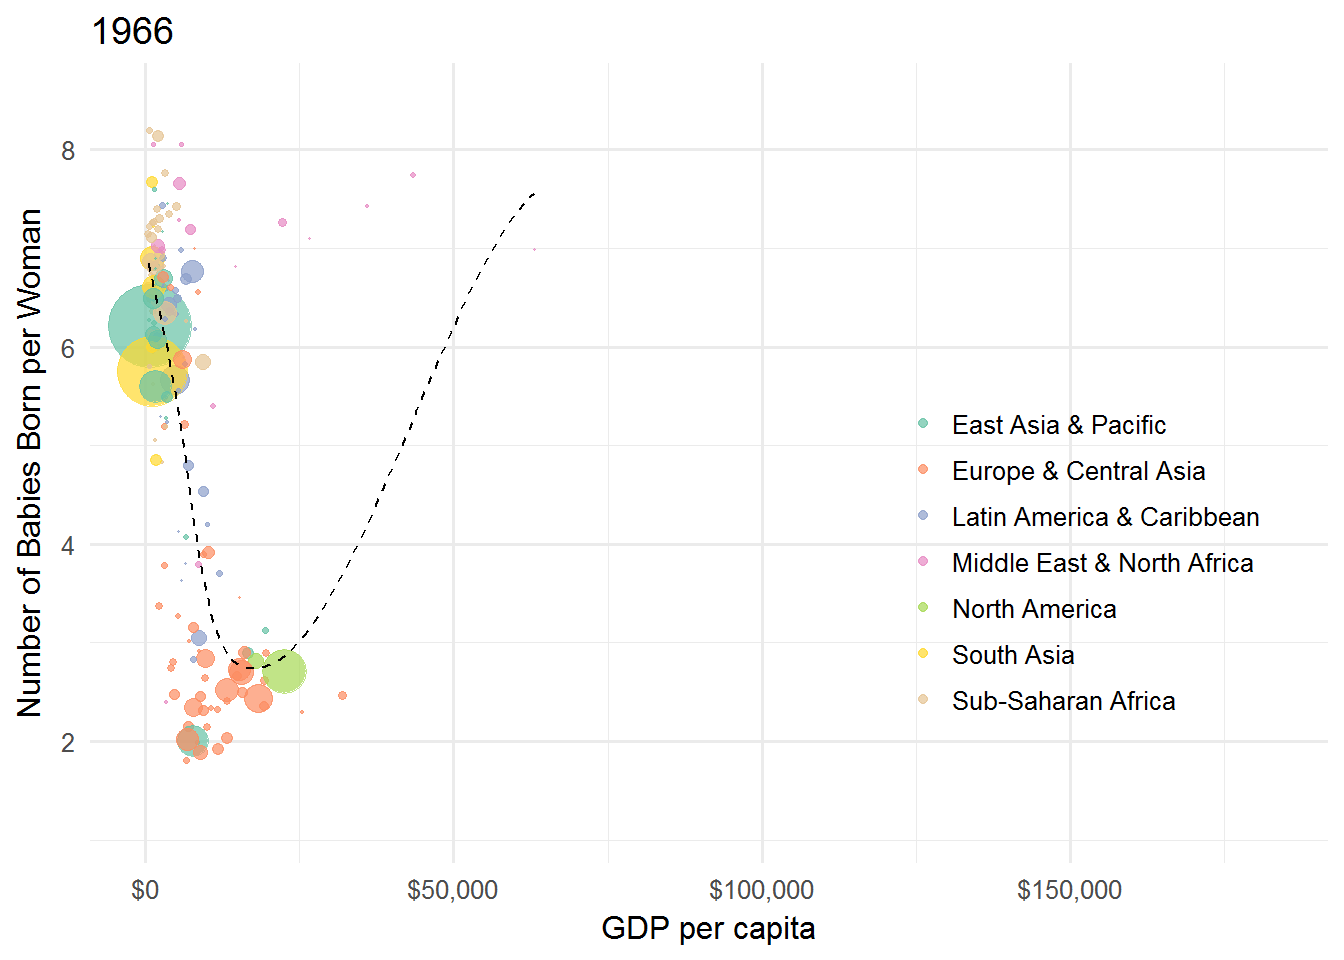 1966
Number of Babies Born per Woman
8
6
4
2
East Asia & Pacific
Europe & Central Asia
Latin America & Caribbean
Middle East & North Africa
North America
South Asia
Sub-Saharan Africa
$0
$50,000
$100,000
$150,000
GDP per capita